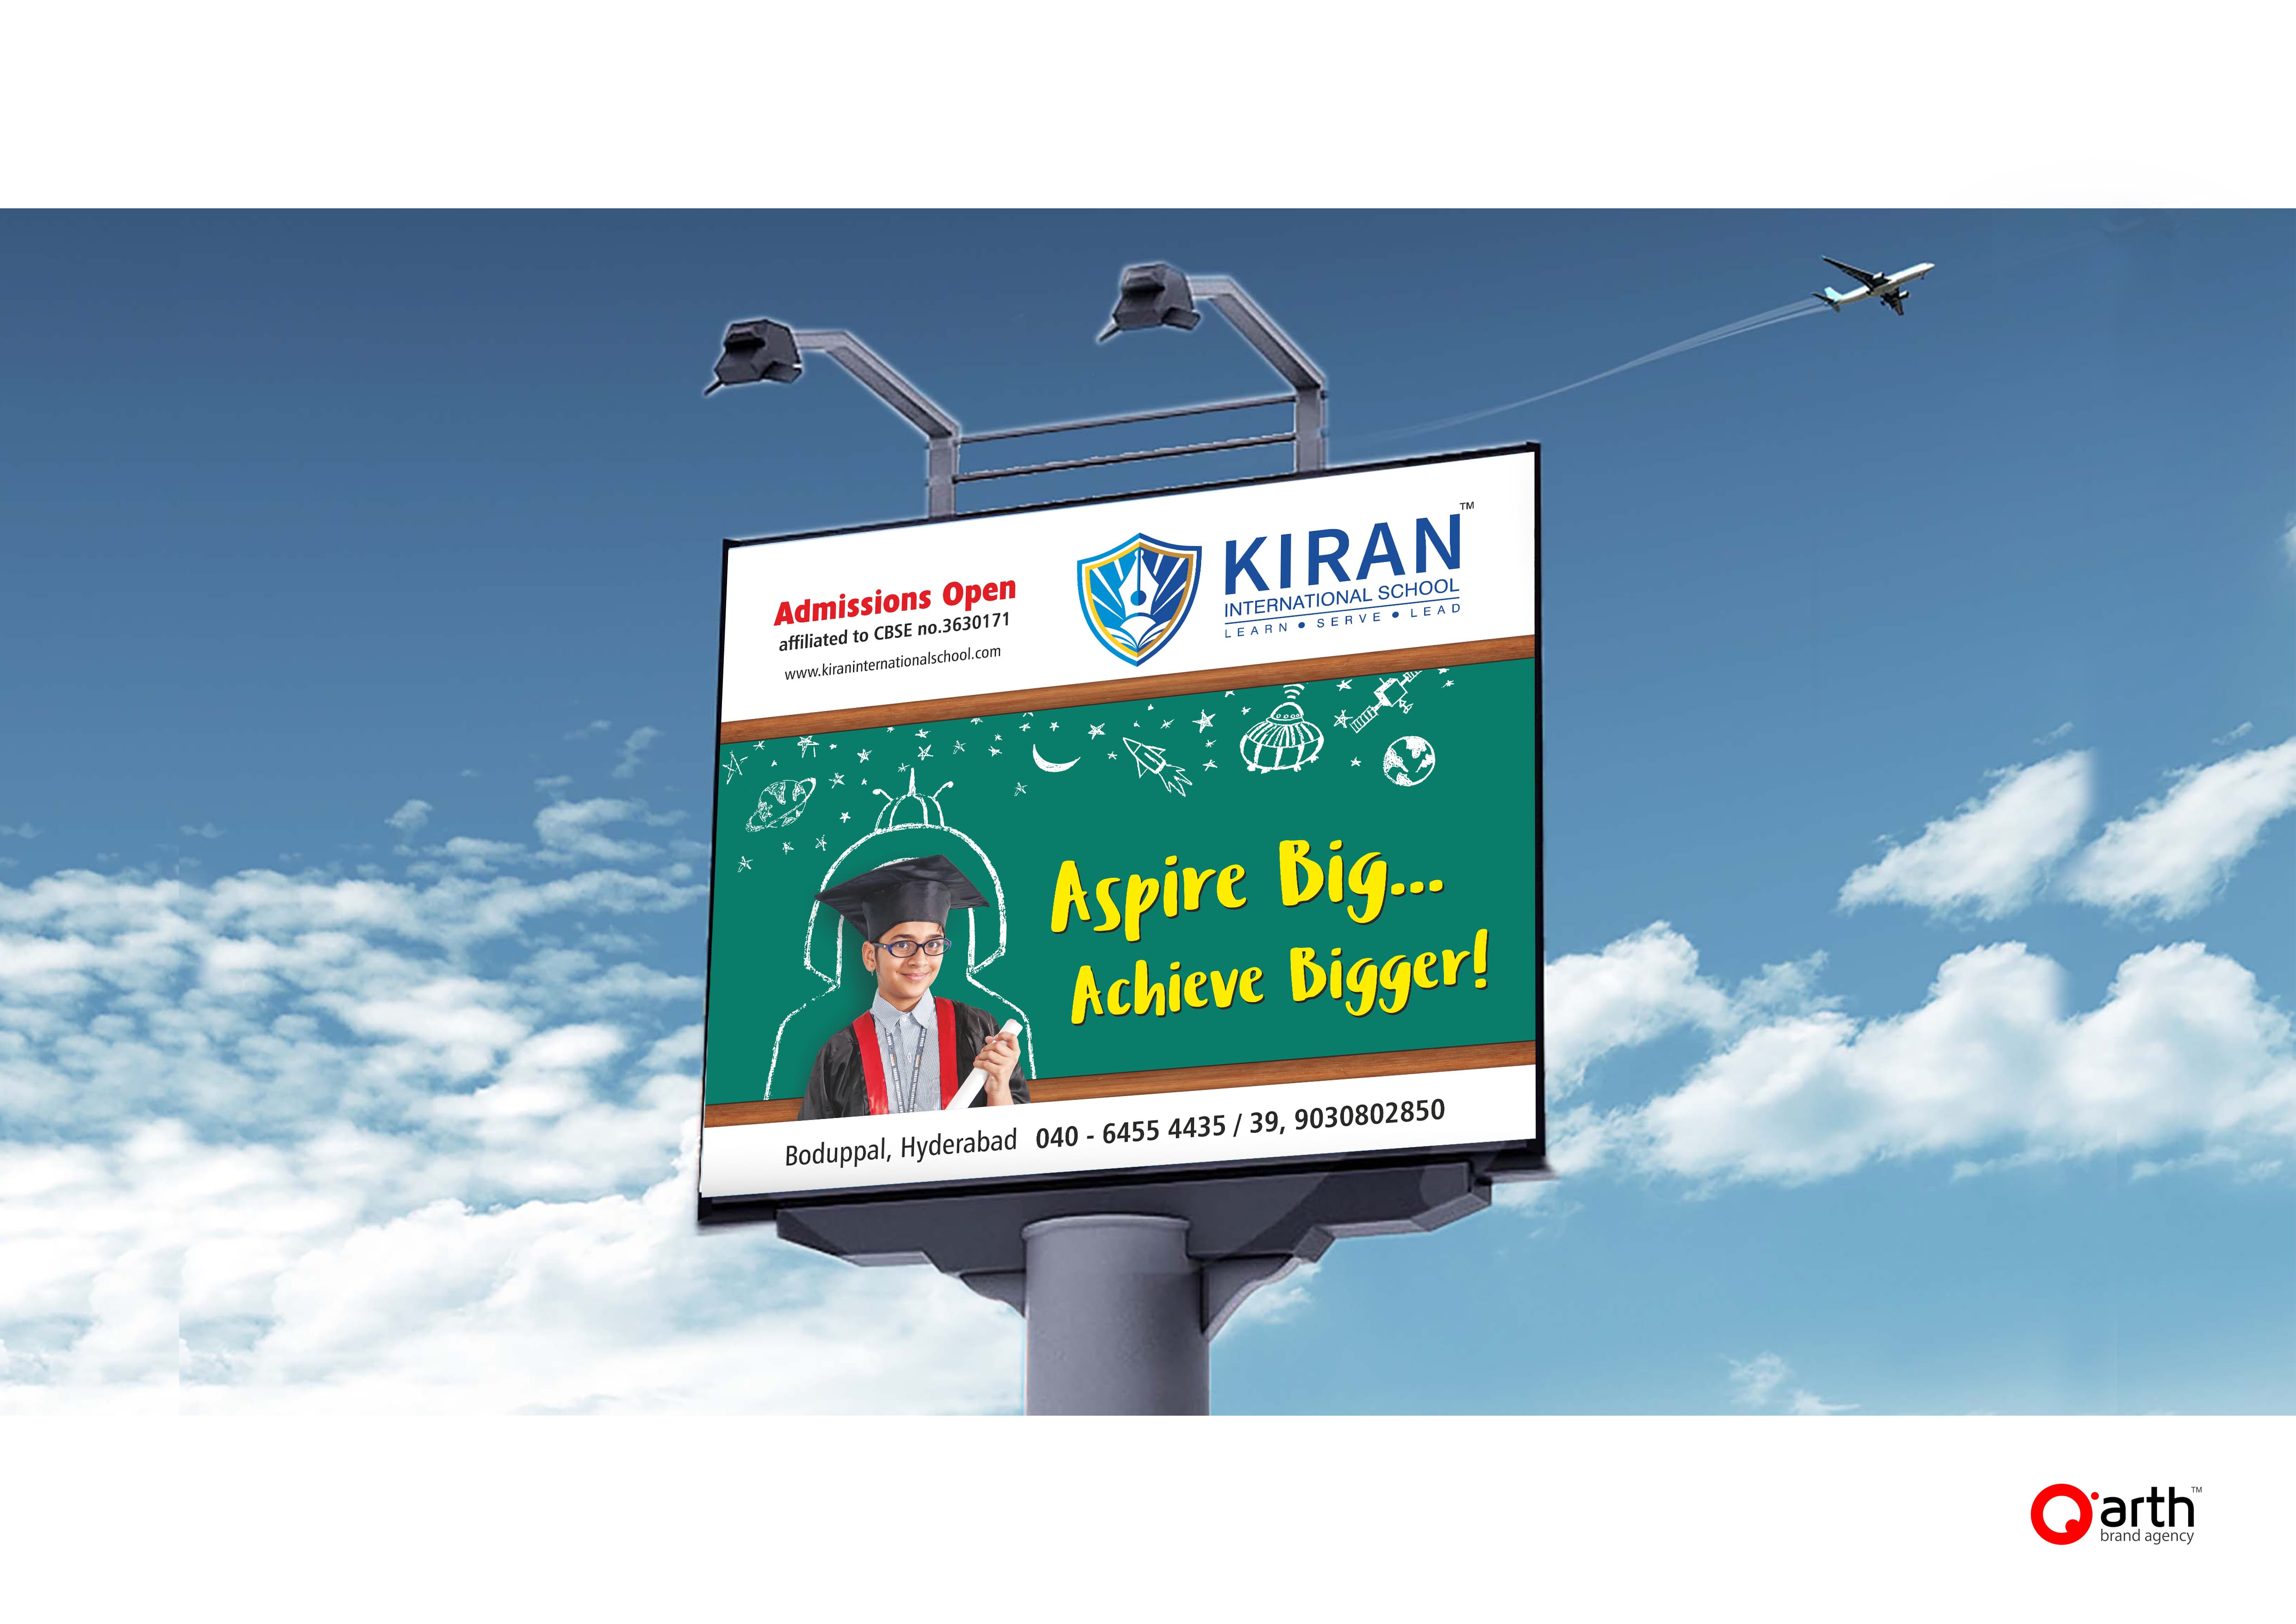 Admissions Open
affiliated to CBSE no.3630171
www.kiraninternationalschool.com
KIRAN™
INTERNATIONAL SCHOOL
LEARN • SERVE • LEAD
Aspire Big...
Achieve Bigger!
Boduppal, Hyderabad 040 - 6455 4435 / 39, 9030802850
arth™
brand agency